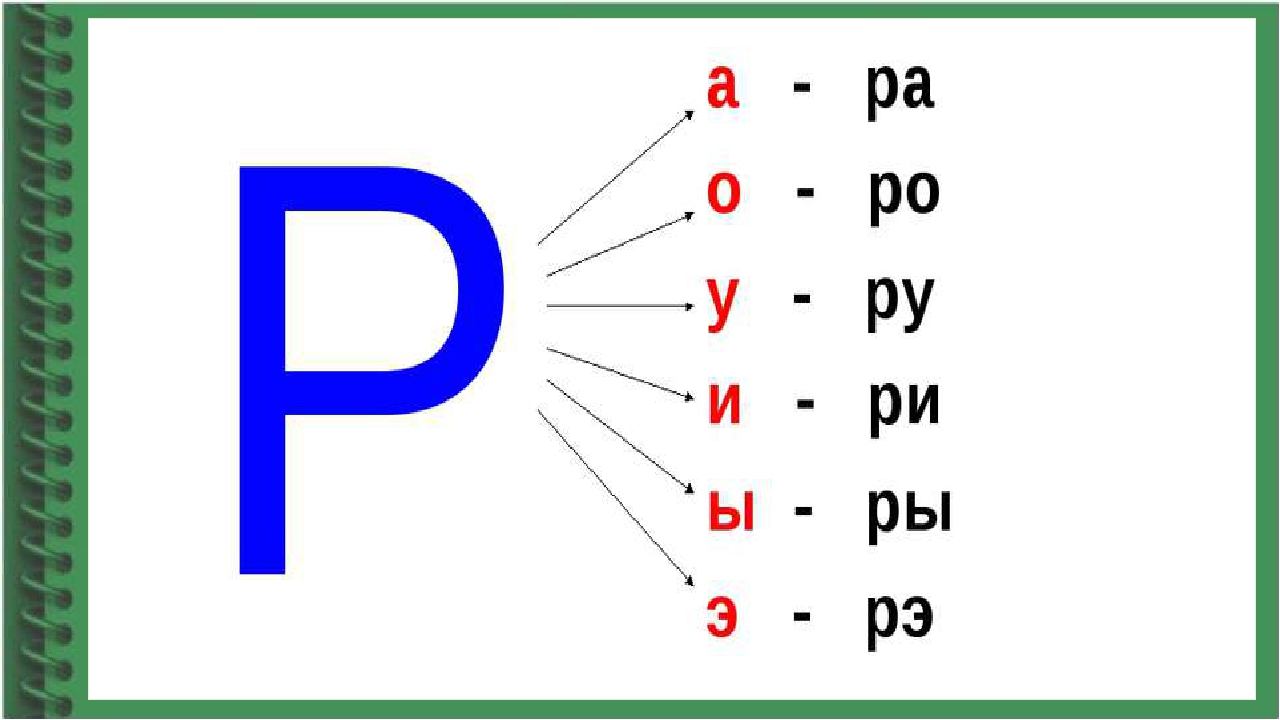 Р
а - ра
о - ро
у - ру
и - ри
ы - ры
э - рэ